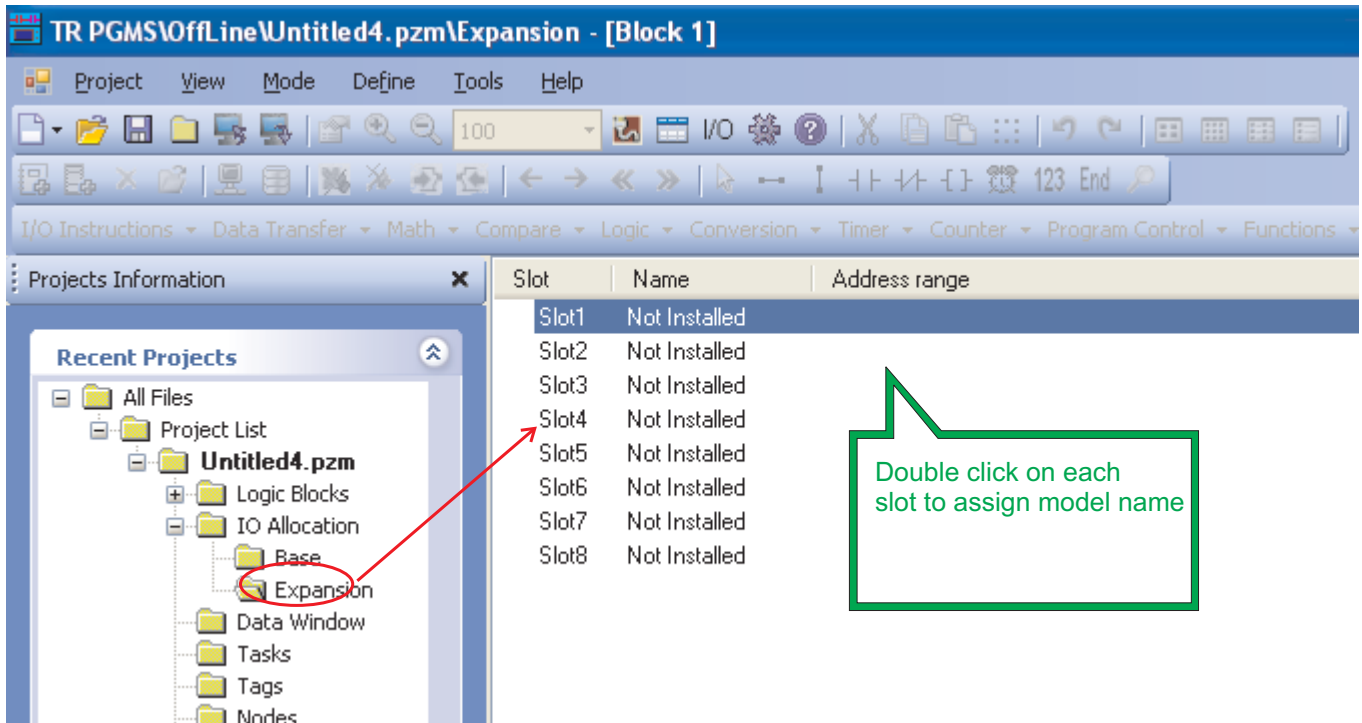 TR PGMS\OffLine\Untitled4.pzm\Expansion - [Block 1]
Project View Mode Define Tools Help
100 I/O
123 End
I/O Instructions Data Transfer Math Compare Logic Conversion Timer Counter Program Control Functions
Projects Information
Slot Name Address range
Recent Projects
All Files
Project List
Untitled4.pzm
Logic Blocks
IO Allocation
Base
Expansion
Data Window
Tasks
Tags
Nodes
Slot1 Not Installed
Slot2 Not Installed
Slot3 Not Installed
Slot4 Not Installed
Slot5 Not Installed
Slot6 Not Installed
Slot7 Not Installed
Slot8 Not Installed
Double click on each
slot to assign model name